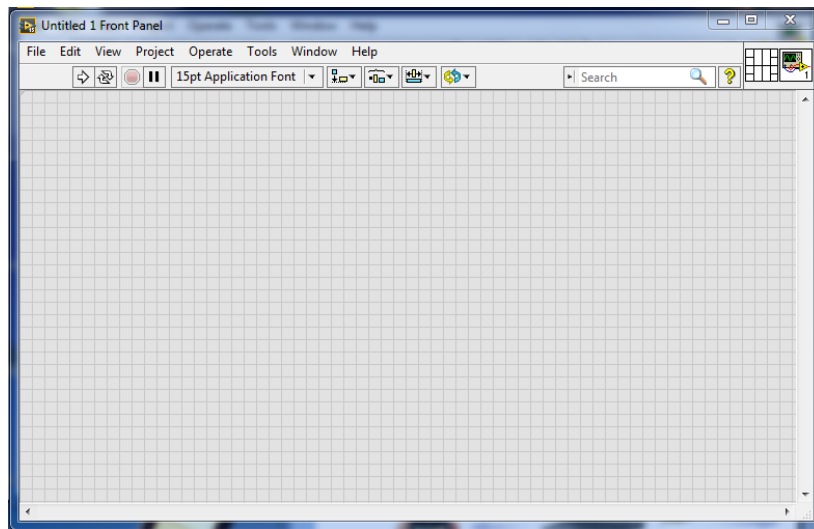 Untitled 1 Front Panel
File Edit View Project Operate Tools Window Help
15pt Application Font Search ? 1